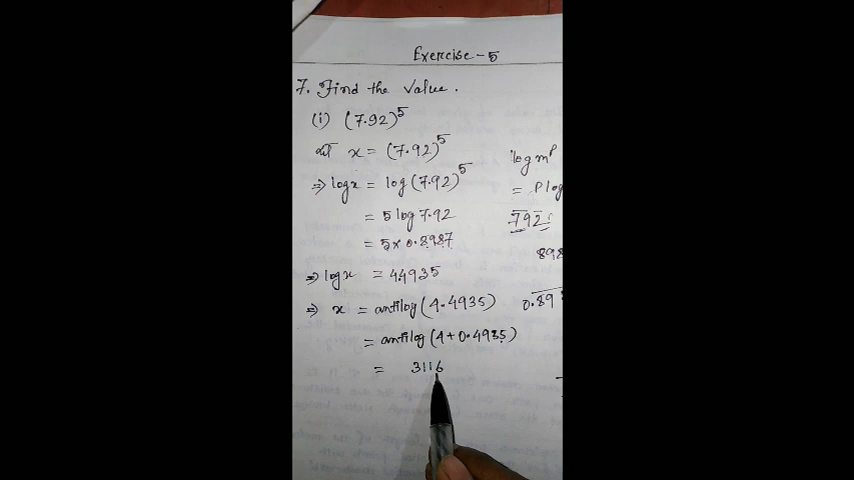 Exercise - 5
7. Find the value.
(i) (7.92)^5
x = (7.92)^5
⇒ log x = log (7.92)^5
= 5 log 7.92
= 5 × 0.8987
⇒ log x = 4.4935
⇒ x = antilog (4.4935)
= antilog (4 + 0.4935)
= 3116
log m^P
= P log
792
898
0.89